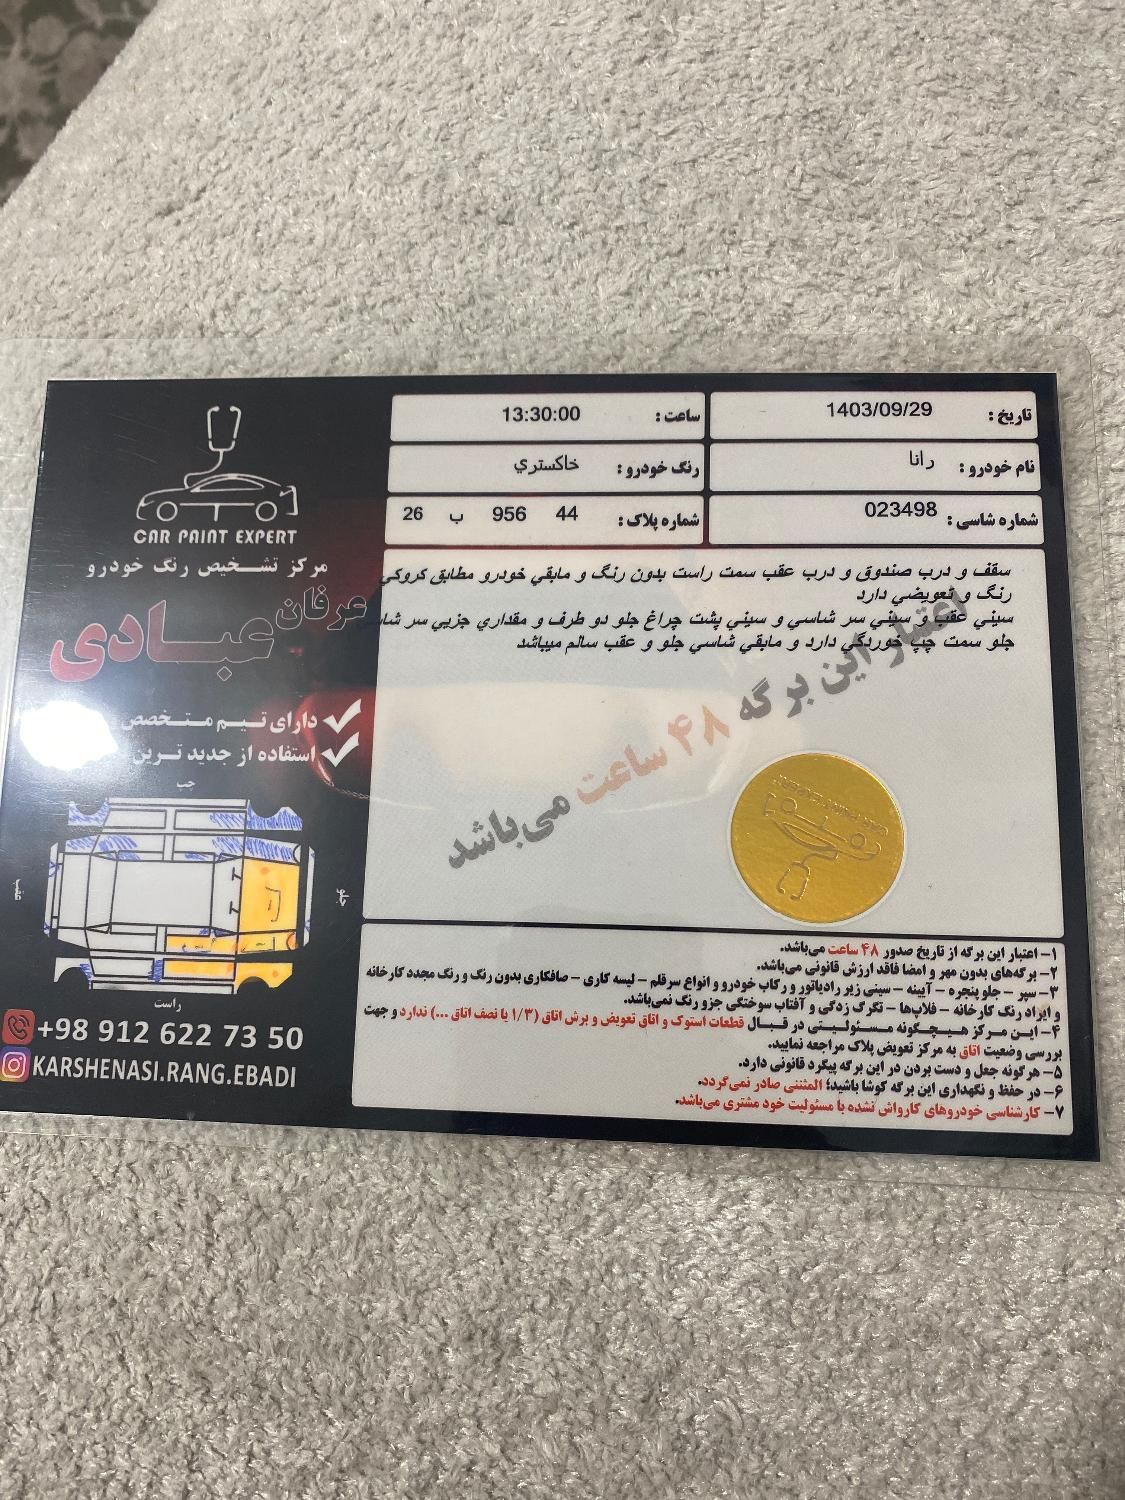 تاریخ : 1403/09/29
ساعت : 13:30:00
نام خودرو : رانا
رنگ خودرو : خاکستري
شماره شاسی : 023498
شماره پلاک : 44 956 ب 26
سقف و درب صندوق و درب عقب سمت راست بدون رنگ و مابقي خودرو مطابق کروکي
رنگ و تعويضي دارد
سيني عقب و سيني سر شاسي و سيني پشت چراغ جلو دو طرف و مقداري جزيي سر شاسي
جلو سمت چپ خوردگي دارد و مابقي شاسي جلو و عقب سالم ميباشد
اعتبار این برگه ۴۸ ساعت می‌باشد
CAR PAINT EXPERT
۱- اعتبار این برگه از تاریخ صدور ۴۸ ساعت می‌باشد.
۲- برگه‌های بدون مهر و امضا فاقد ارزش قانونی می‌باشد.
۳- سپر - جلو پنجره - آیینه - سینی زیر رادیاتور و رکاب خودرو و انواع سرقلم - لیسه کاری - صافکاری بدون رنگ و رنگ مجدد کارخانه
و ایراد رنگ کارخانه - فلاپ‌ها - تگرک زدگی و آفتاب سوختگی جزو رنگ نمی‌باشد.
۴- این مرکز هیچگونه مسئولیتی در قبال قطعات استوک و اتاق تعویض و برش اتاق (۱/۳ یا نصف اتاق ...) ندارد و جهت
بررسی وضعیت اتاق به مرکز تعویض پلاک مراجعه نمایید.
۵- هرگونه جعل و دست بردن در این برگه پیگرد قانونی دارد.
۶- در حفظ و نگهداری این برگه کوشا باشید؛ المثنی صادر نمی‌گردد.
۷- کارشناسی خودروهای کارواش نشده با مسئولیت خود مشتری می‌باشد.
CAR PAINT EXPERT
مرکز تشخیص رنگ خودرو
عرفان عبادی
دارای تیم متخصص
استفاده از جدید ترین
چپ
جلو
عقب
راست
+98 912 622 73 50
KARSHENASI.RANG.EBADI